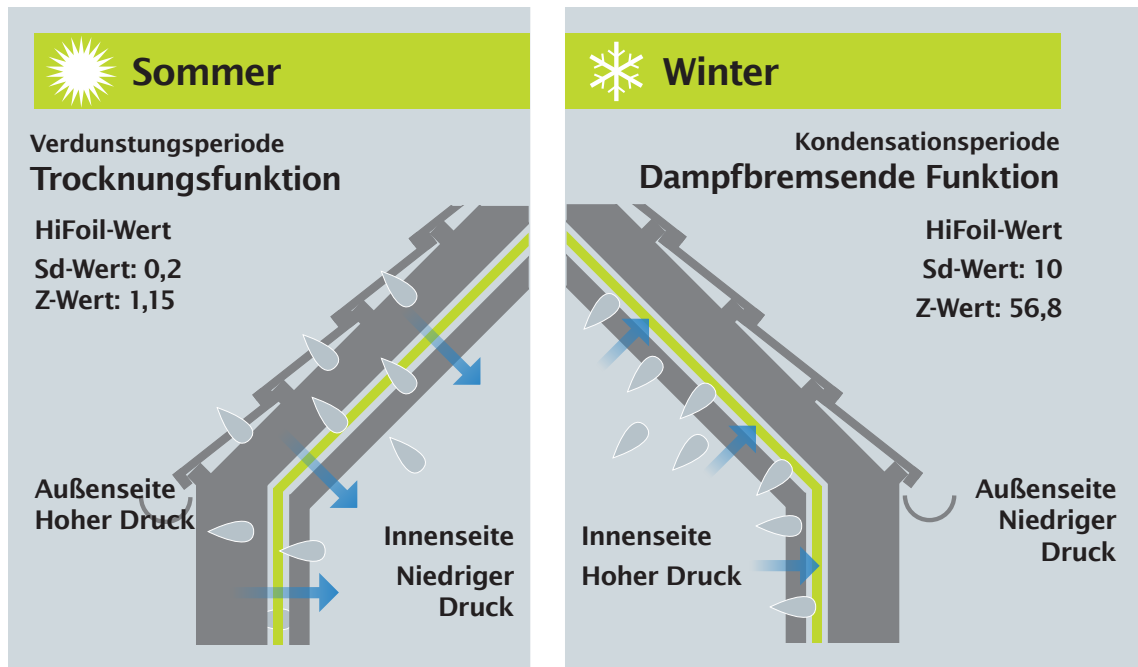 Sommer
Verdunstungsperiode
Trocknungsfunktion
HiFoil-Wert
Sd-Wert: 0,2
Z-Wert: 1,15
Außenseite
Hoher Druck
Innenseite
Niedriger
Druck
Winter
Kondensationsperiode
Dampfbremsende Funktion
HiFoil-Wert
Sd-Wert: 10
Z-Wert: 56,8
Innenseite
Hoher Druck
Außenseite
Niedriger
Druck